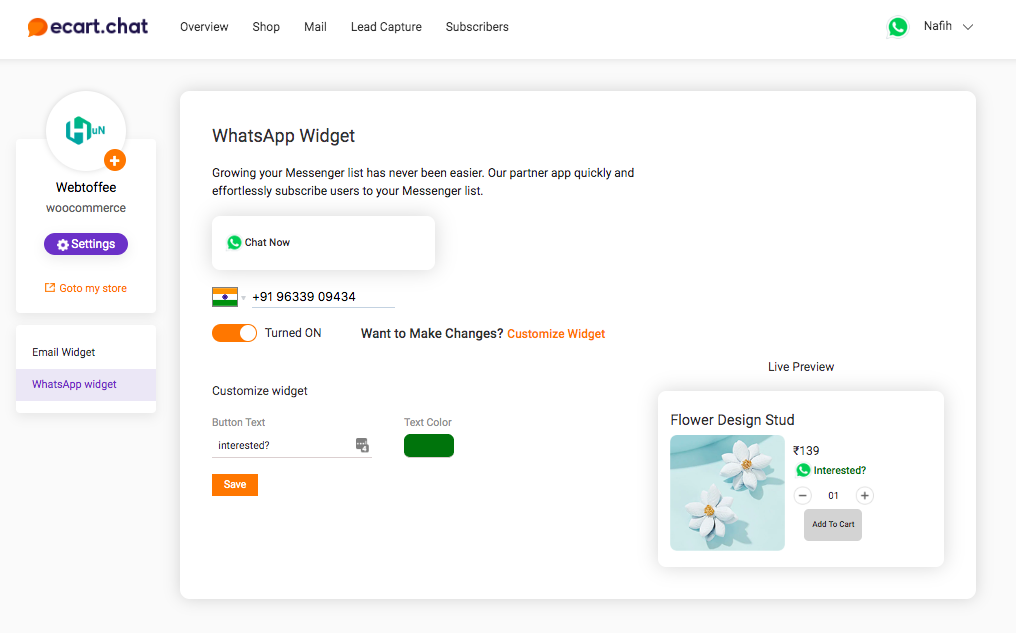 ecart.chat
Overview
Shop
Mail
Lead Capture
Subscribers
Nafih
HuN
Webtoffee
woocommerce
Settings
Goto my store
Email Widget
WhatsApp widget
WhatsApp Widget
Growing your Messenger list has never been easier. Our partner app quickly and
effortlessly subscribe users to your Messenger list.
Chat Now
+91 96339 09434
Turned ON
Want to Make Changes? Customize Widget
Customize widget
Button Text
Text Color
interested?
Save
Live Preview
Flower Design Stud
₹139
Interested?
01
Add To Cart